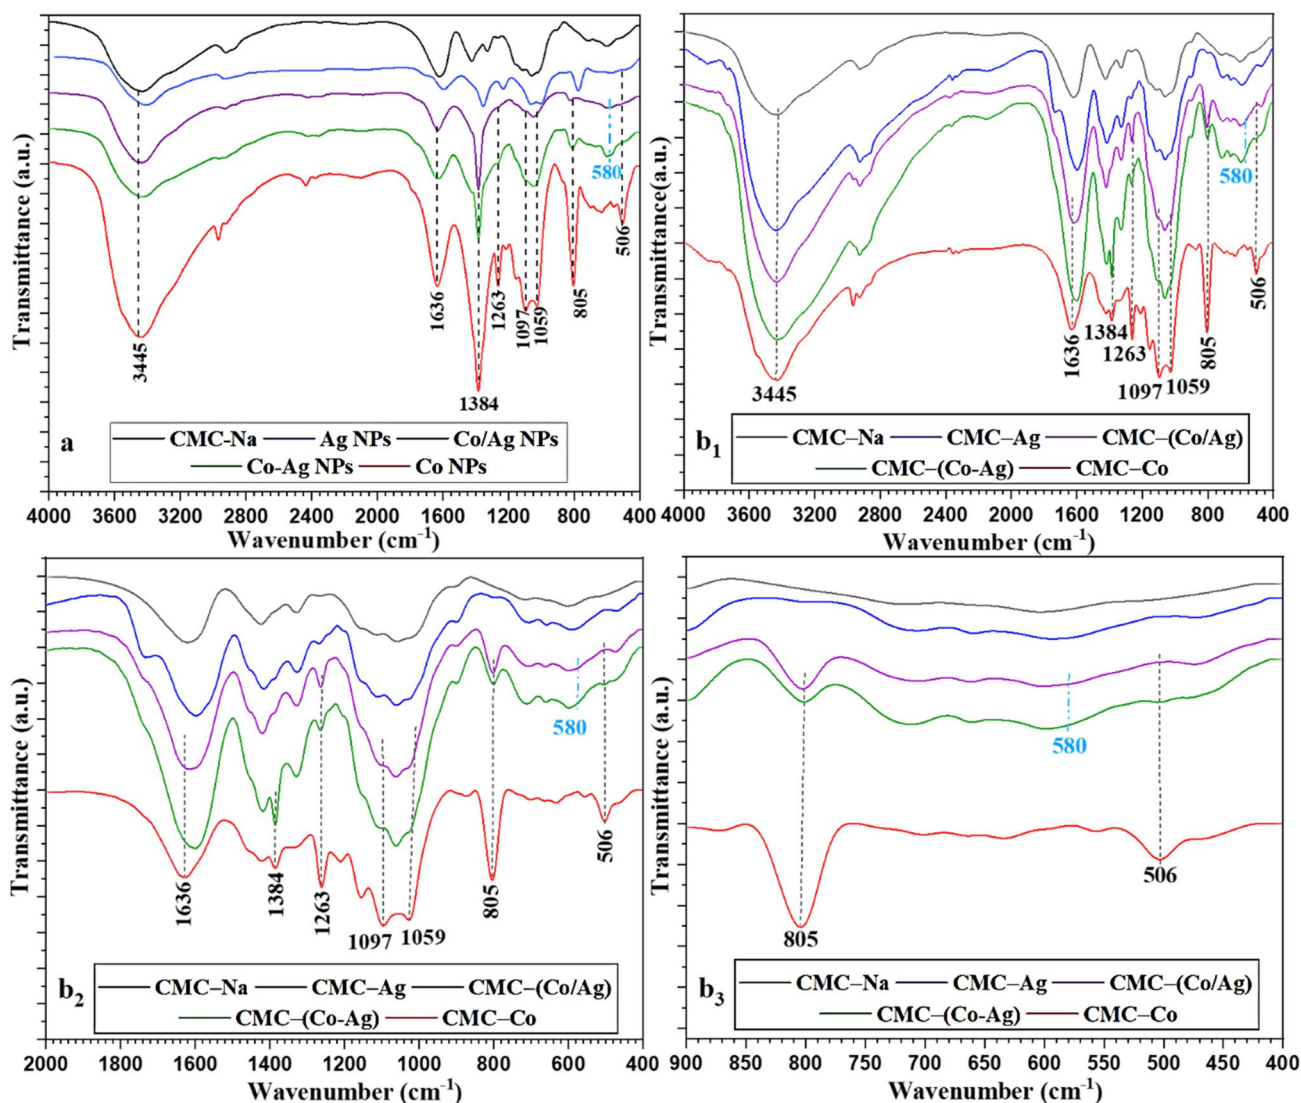 Transmittance (a.u.)
580
506
3445
1636
1384
1263
1097
1059
805
a
CMC-Na Ag NPs Co/Ag NPs
Co-Ag NPs Co NPs
4000 3600 3200 2800 2400 2000 1600 1200 800 400
Wavenumber (cm-1)
Transmittance(a.u.)
580
506
3445
1636
1384
1263
1097
1059
805
b1
CMC–Na CMC–Ag CMC–(Co/Ag)
CMC–(Co-Ag) CMC–Co
4000 3600 3200 2800 2400 2000 1600 1200 800 400
Wavenumber (cm-1)
Transmittance (a.u.)
580
506
1636
1384
1263
1097
1059
805
b2
CMC–Na CMC–Ag CMC–(Co/Ag)
CMC–(Co-Ag) CMC–Co
2000 1800 1600 1400 1200 1000 800 600 400
Wavenumber (cm-1)
Transmittance (a.u.)
580
506
805
b3
CMC–Na CMC–Ag CMC–(Co/Ag)
CMC–(Co-Ag) CMC–Co
900 850 800 750 700 650 600 550 500 450 400
Wavenumber (cm-1)